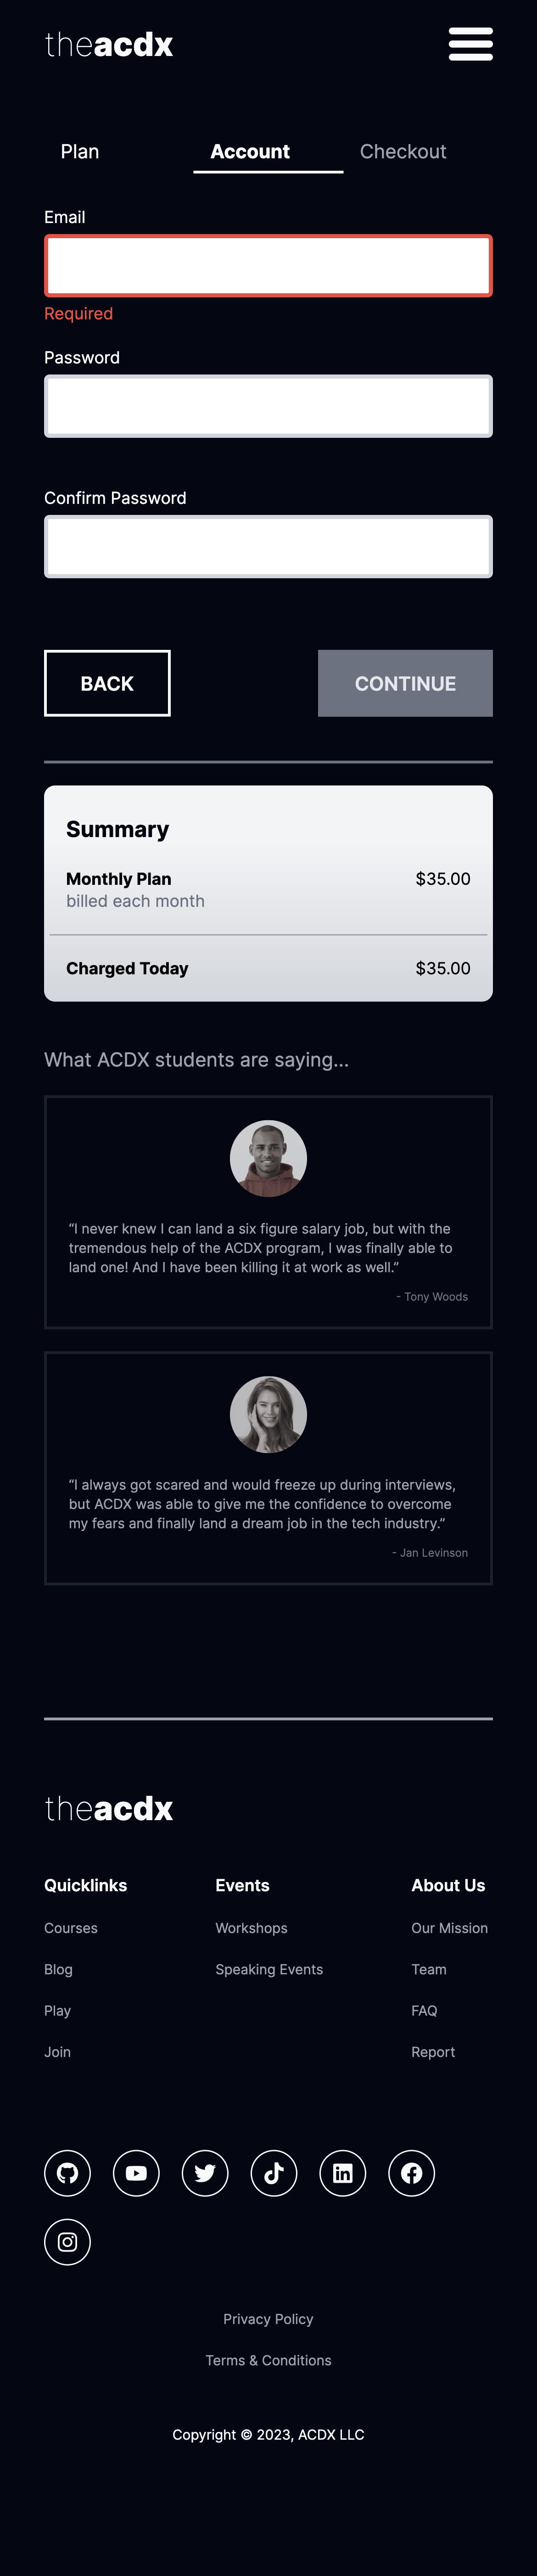 theacdx
Plan Account Checkout
Email
Required
Password
Confirm Password
BACK CONTINUE
Summary
Monthly Plan $35.00
billed each month
Charged Today $35.00
What ACDX students are saying...
“I never knew I can land a six figure salary job, but with the
tremendous help of the ACDX program, I was finally able to
land one! And I have been killing it at work as well.”
- Tony Woods
“I always got scared and would freeze up during interviews,
but ACDX was able to give me the confidence to overcome
my fears and finally land a dream job in the tech industry.”
- Jan Levinson
theacdx
Quicklinks Events About Us
Courses Workshops Our Mission
Blog Speaking Events Team
Play FAQ
Join Report
Privacy Policy
Terms & Conditions
Copyright © 2023, ACDX LLC